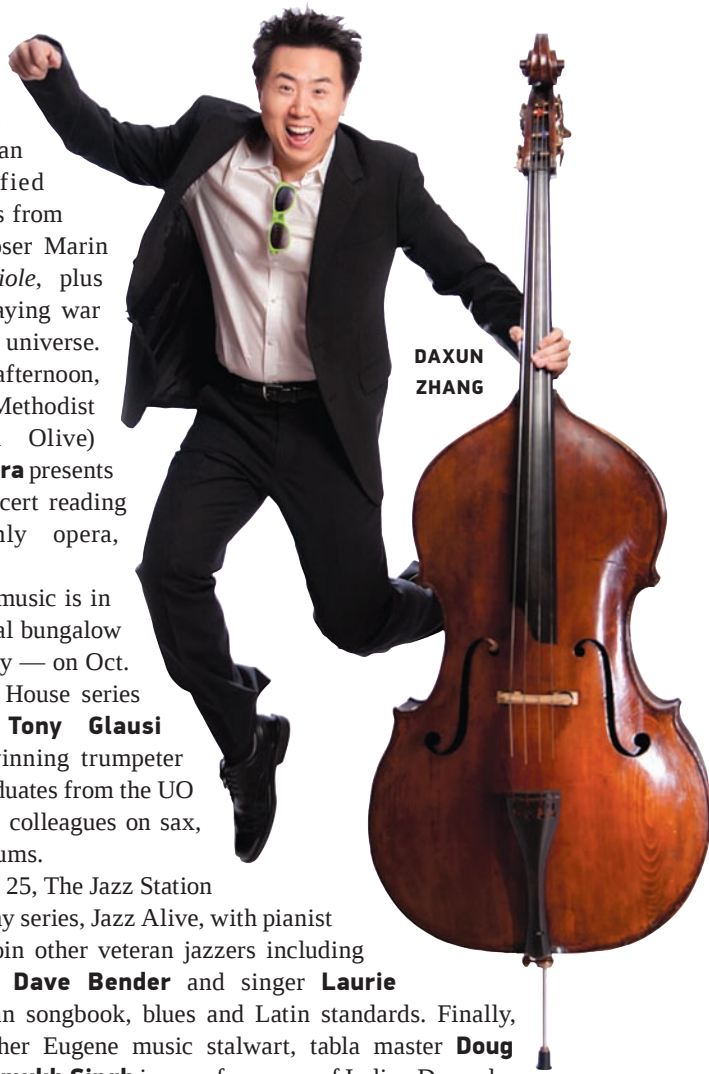 an
fied
s from
oser Marin
iole, plus
aying war
universe.
afternoon,
Methodist
Olive)
ra presents
cert reading
nly opera,
music is in
al bungalow
y — on Oct.
House series
Tony Glausi
winning trumpeter
duates from the UO
colleagues on sax,
ums.
25, The Jazz Station
ay series, Jazz Alive, with pianist
oin other veteran jazzers including
Dave Bender and singer Laurie
an songbook, blues and Latin standards. Finally,
her Eugene music stalwart, tabla master Doug
DAXUN
ZHANG